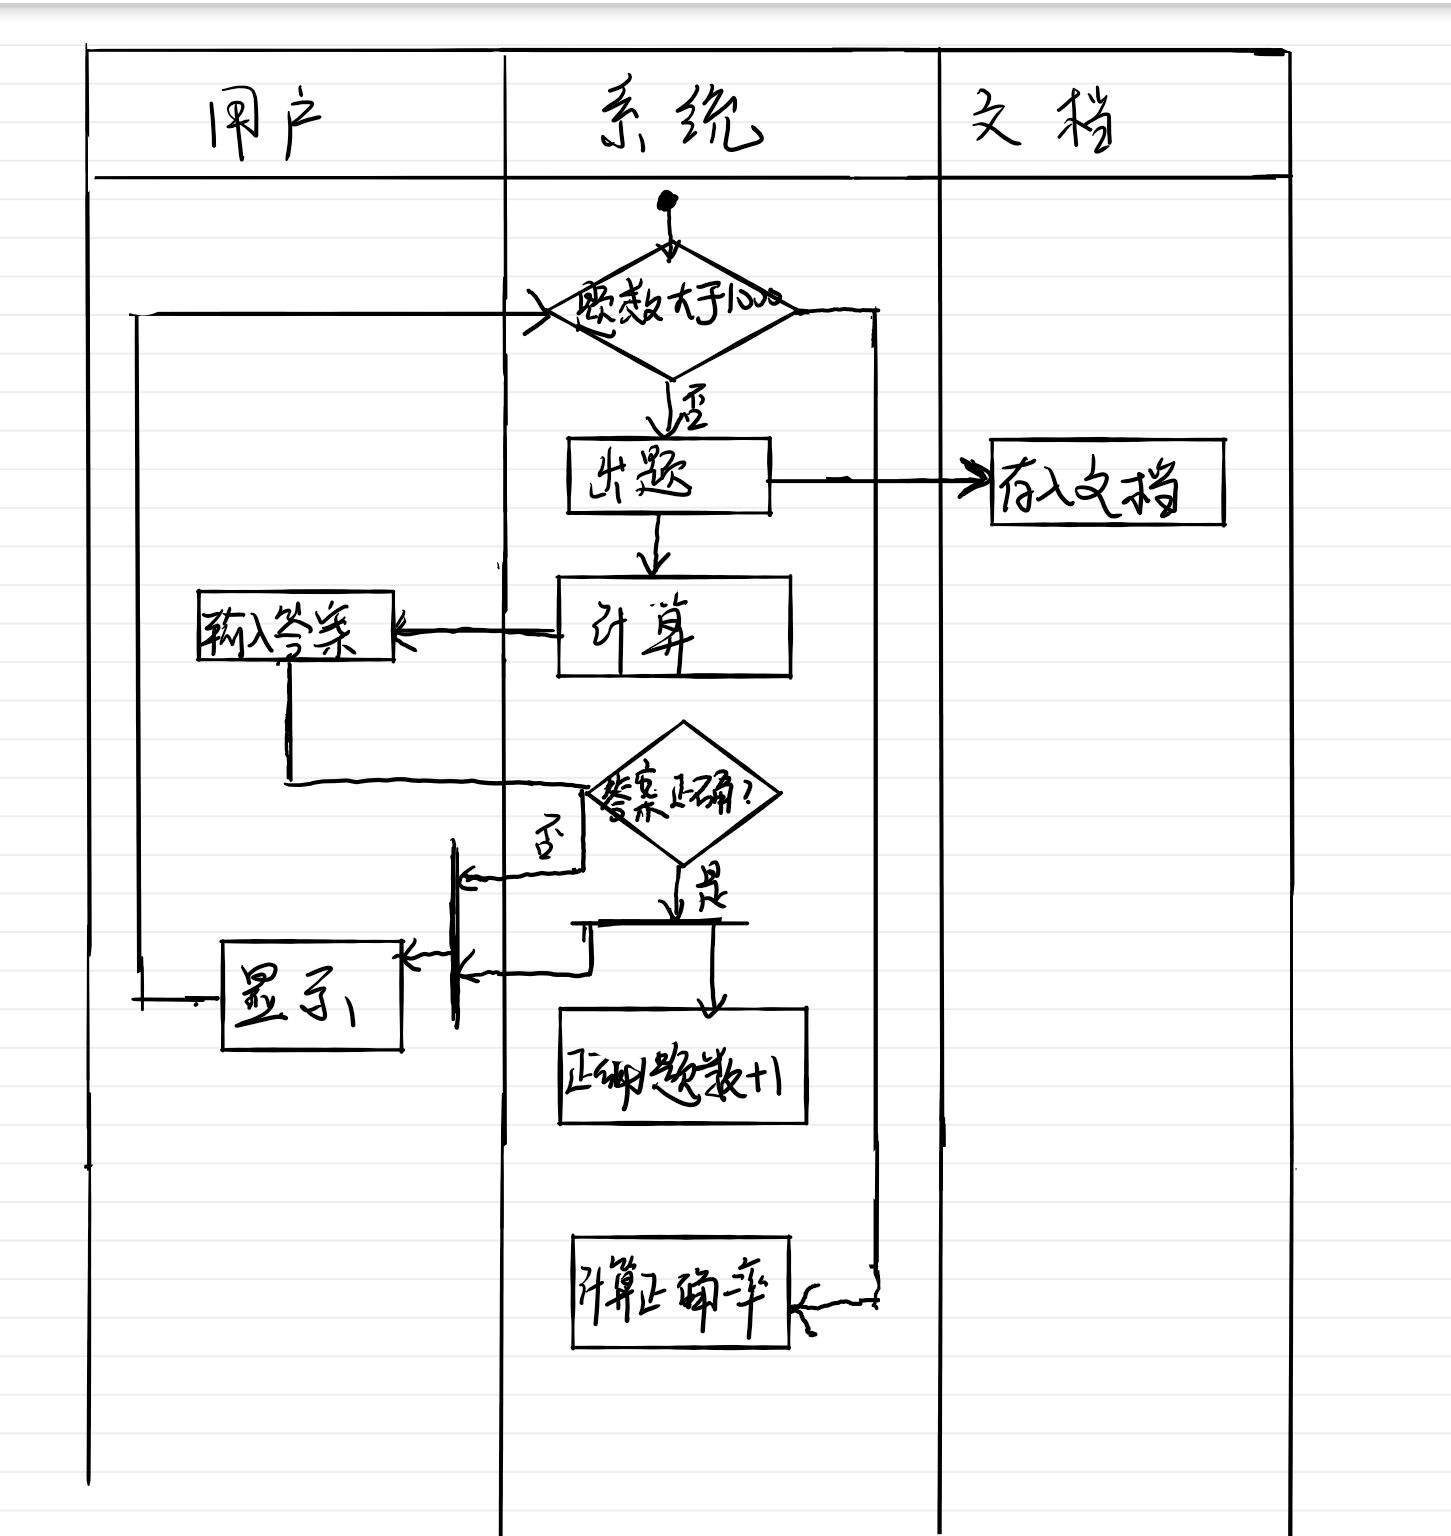 用户 系统 文档
题数大于1000
否
出题
存入文档
输入答案
计算
答案正确?
否
是
显示
正确题数+1
计算正确率